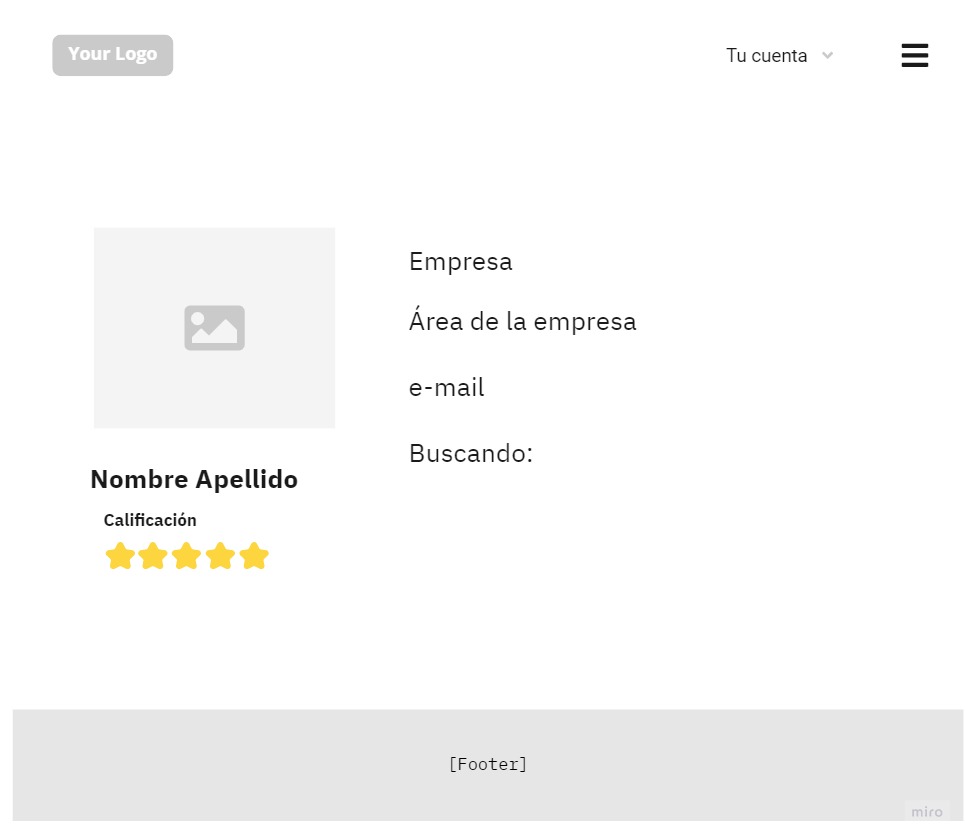 Your Logo
Tu cuenta
Empresa
Área de la empresa
e-mail
Buscando:
Nombre Apellido
Calificación
[Footer]
miro